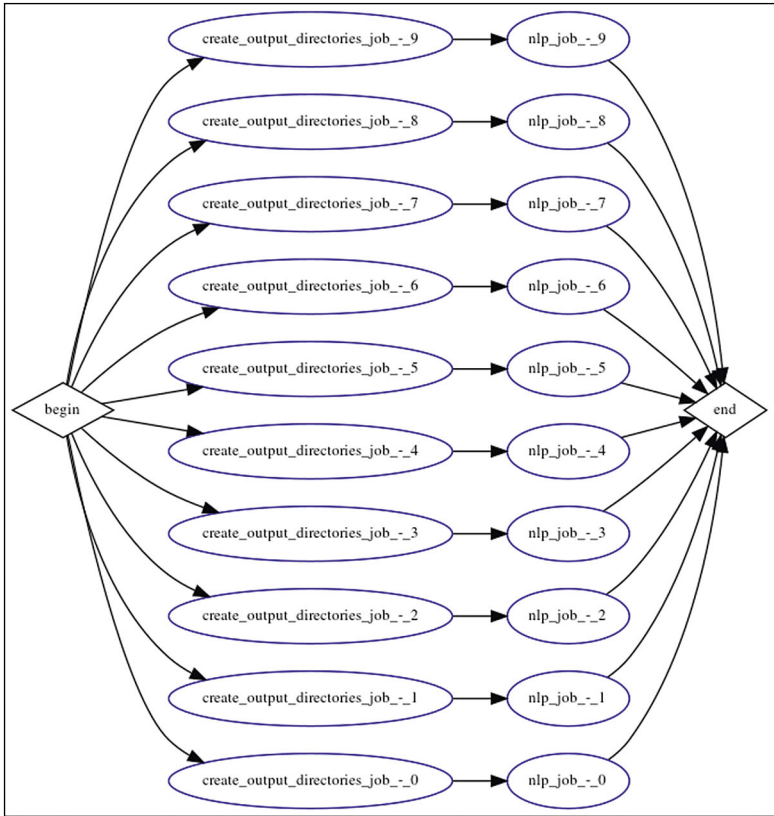 create_output_directories_job_-_9 nlp_job_-_9
create_output_directories_job_-_8 nlp_job_-_8
create_output_directories_job_-_7 nlp_job_-_7
create_output_directories_job_-_6 nlp_job_-_6
create_output_directories_job_-_5 nlp_job_-_5
begin end
create_output_directories_job_-_4 nlp_job_-_4
create_output_directories_job_-_3 nlp_job_-_3
create_output_directories_job_-_2 nlp_job_-_2
create_output_directories_job_-_1 nlp_job_-_1
create_output_directories_job_-_0 nlp_job_-_0